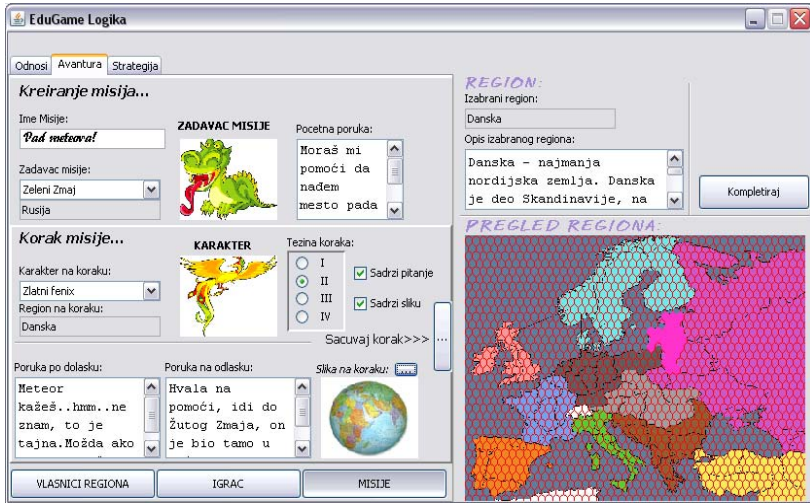 EduGame Logika
Odnosi
Avantura
Strategija
Kreiranje misija...
Ime Misije:
Pad meteora!
Zadavac misije:
Zeleni Zmaj
Rusija
ZADAVAC MISIJE
Pocetna poruka:
Moraš mi
pomoći da
nađem
mesto pada
Korak misije...
Karakter na koraku:
Zlatni fenix
Region na koraku:
Danska
KARAKTER
Tezina koraka:
I
II
III
IV
Sadrzi pitanje
Sadrzi sliku
Sacuvaj korak>>>
...
Poruka po dolasku:
Meteor
kažeš..hmm..ne
znam, to je
tajna.Možda ako
Poruka na odlasku:
Hvala na
pomoći, idi do
Žutog Zmaja, on
je bio tamo u
Slika na koraku:
...
VLASNICI REGIONA
IGRAC
MISIJE
REGION:
Izabrani region:
Danska
Opis izabranog regiona:
Danska - najmanja
nordijska zemlja. Danska
je deo Skandinavije, na
Kompletiraj
PREGLED REGIONA: